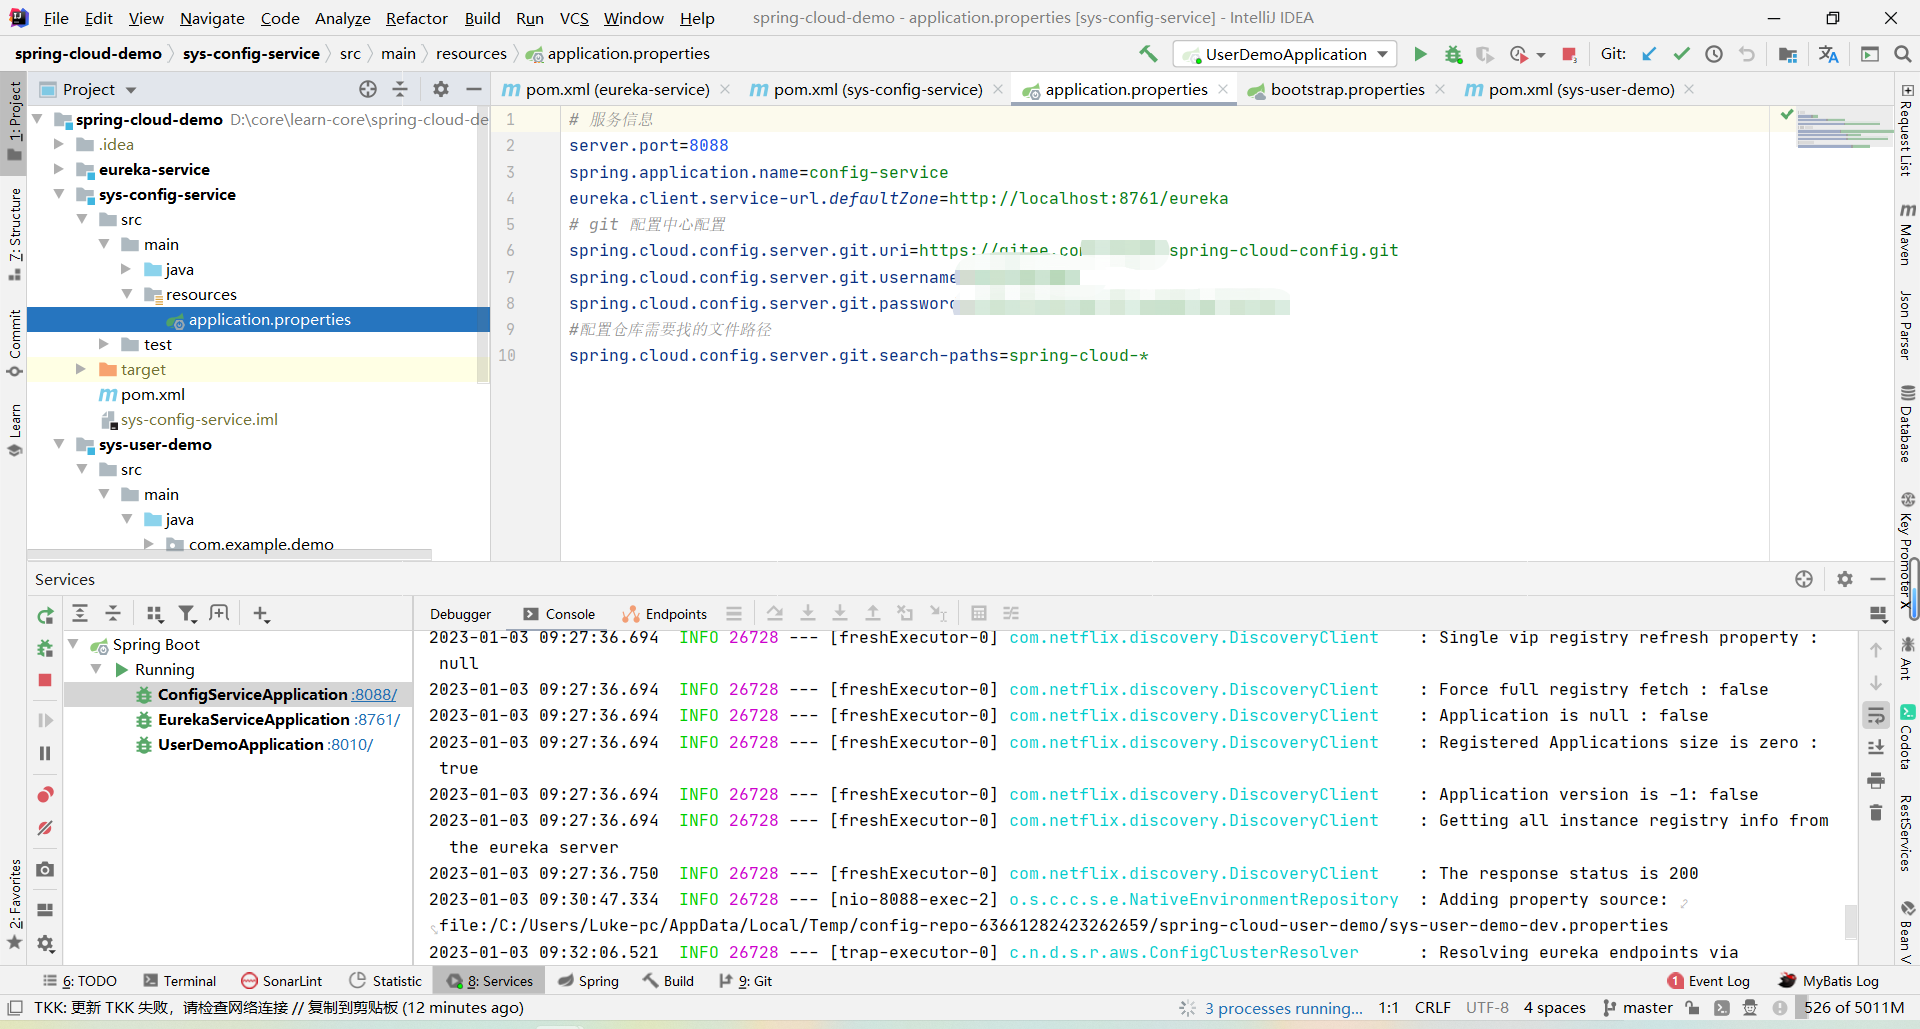 File Edit View Navigate Code Analyze Refactor Build Run VCS Window Help spring-cloud-demo - application.properties [sys-config-service] - IntelliJ IDEA
spring-cloud-demo sys-config-service src main resources application.properties UserDemoApplication Git:
Project
pom.xml (eureka-service) pom.xml (sys-config-service) application.properties bootstrap.properties pom.xml (sys-user-demo)
1: Project
7: Structure
Commit
Learn
2: Favorites
spring-cloud-demo D:\core\learn-core\spring-cloud-de
.idea
eureka-service
sys-config-service
src
main
java
resources
application.properties
test
target
pom.xml
sys-config-service.iml
sys-user-demo
src
main
java
com.example.demo
1 # 服务信息
2 server.port=8088
3 spring.application.name=config-service
4 eureka.client.service-url.defaultZone=http://localhost:8761/eureka
5 # git 配置中心配置
6 spring.cloud.config.server.git.uri=https://gitee.com spring-cloud-config.git
7 spring.cloud.config.server.git.username
8 spring.cloud.config.server.git.password
9 #配置仓库需要找的文件路径
10 spring.cloud.config.server.git.search-paths=spring-cloud-*
Request List
Maven
Json Parser
Database
Key Promoter X
Ant
Codota
RestServices
Bean V
Services
Debugger Console Endpoints
Spring Boot
Running
ConfigServiceApplication :8088/
EurekaServiceApplication :8761/
UserDemoApplication :8010/
2023-01-03 09:27:36.694 INFO 26728 --- [freshExecutor-0] com.netflix.discovery.DiscoveryClient : Single vip registry refresh property :
null
2023-01-03 09:27:36.694 INFO 26728 --- [freshExecutor-0] com.netflix.discovery.DiscoveryClient : Force full registry fetch : false
2023-01-03 09:27:36.694 INFO 26728 --- [freshExecutor-0] com.netflix.discovery.DiscoveryClient : Application is null : false
2023-01-03 09:27:36.694 INFO 26728 --- [freshExecutor-0] com.netflix.discovery.DiscoveryClient : Registered Applications size is zero :
true
2023-01-03 09:27:36.694 INFO 26728 --- [freshExecutor-0] com.netflix.discovery.DiscoveryClient : Application version is -1: false
2023-01-03 09:27:36.694 INFO 26728 --- [freshExecutor-0] com.netflix.discovery.DiscoveryClient : Getting all instance registry info from
the eureka server
2023-01-03 09:27:36.750 INFO 26728 --- [freshExecutor-0] com.netflix.discovery.DiscoveryClient : The response status is 200
2023-01-03 09:30:47.334 INFO 26728 --- [nio-8088-exec-2] o.s.c.c.s.e.NativeEnvironmentRepository : Adding property source:
file:/C:/Users/Luke-pc/AppData/Local/Temp/config-repo-636612824232626​59/spring-cloud-user-demo/sys-user-demo-dev.properties
2023-01-03 09:32:06.521 INFO 26728 --- [trap-executor-0] c.n.d.s.r.aws.ConfigClusterResolver : Resolving eureka endpoints via
6: TODO Terminal SonarLint Statistic 8: Services Spring Build 9: Git 1 Event Log MyBatis Log
TKK: 更新 TKK 失败，请检查网络连接 // 复制到剪贴板 (12 minutes ago) 3 processes running... 1:1 CRLF UTF-8 4 spaces master 526 of 5011M